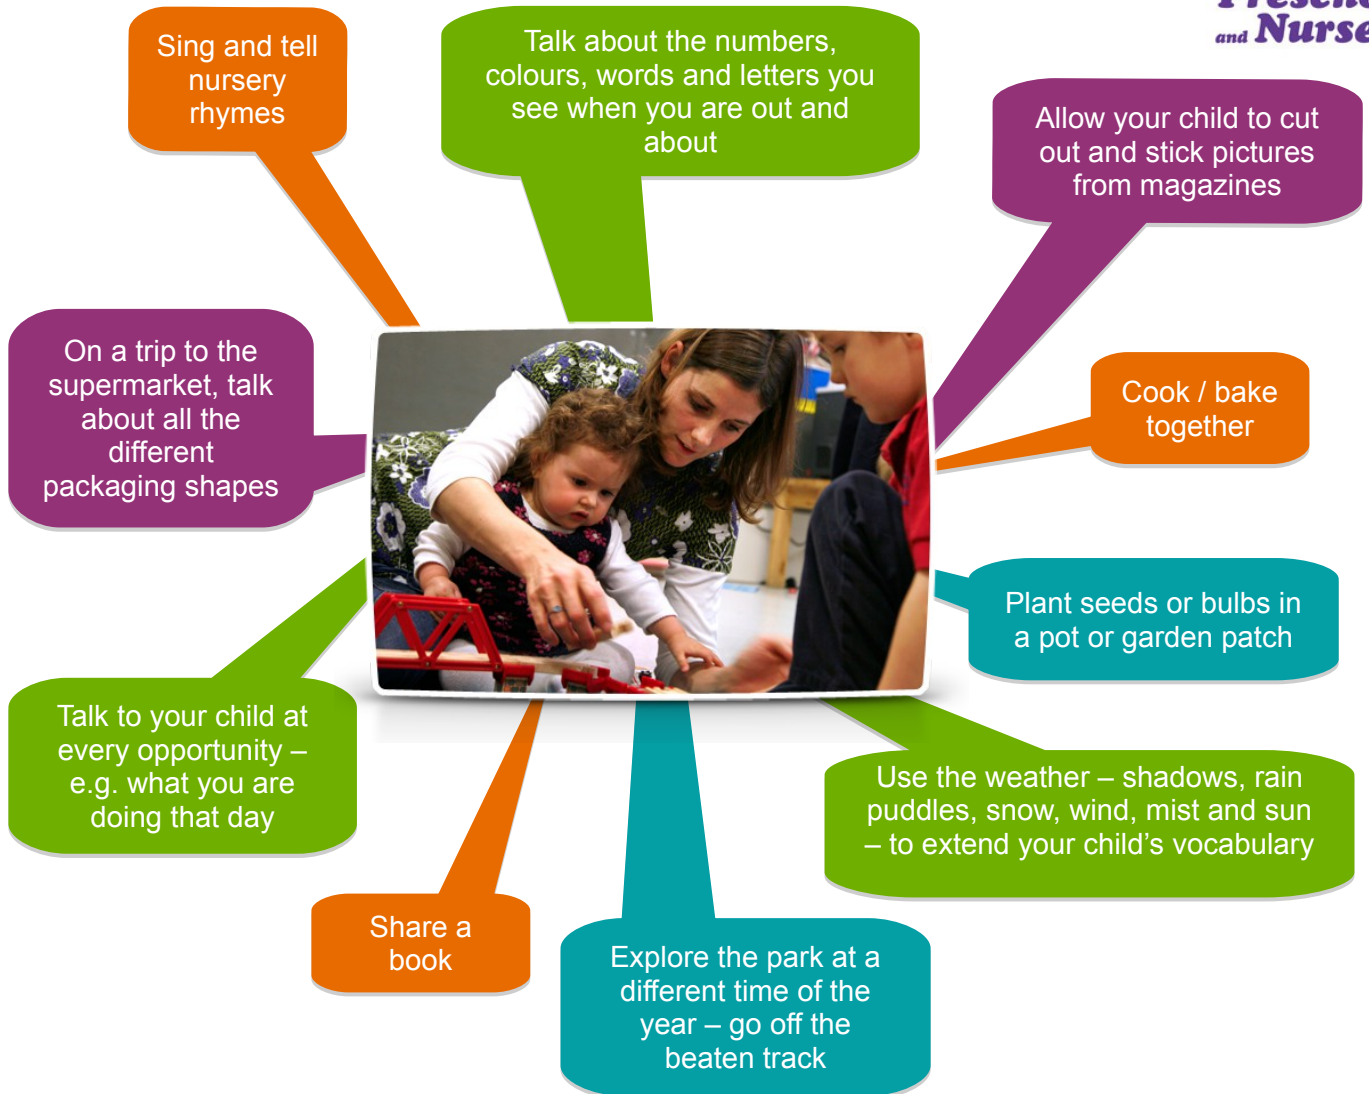 and Nurse
Sing and tell
nursery
rhymes
Talk about the numbers,
colours, words and letters you
see when you are out and
about
Allow your child to cut
out and stick pictures
from magazines
On a trip to the
supermarket, talk
about all the
different
packaging shapes
Cook / bake
together
Plant seeds or bulbs in
a pot or garden patch
Talk to your child at
every opportunity –
e.g. what you are
doing that day
Use the weather – shadows, rain
puddles, snow, wind, mist and sun
– to extend your child’s vocabulary
Share a
book
Explore the park at a
different time of the
year – go off the
beaten track